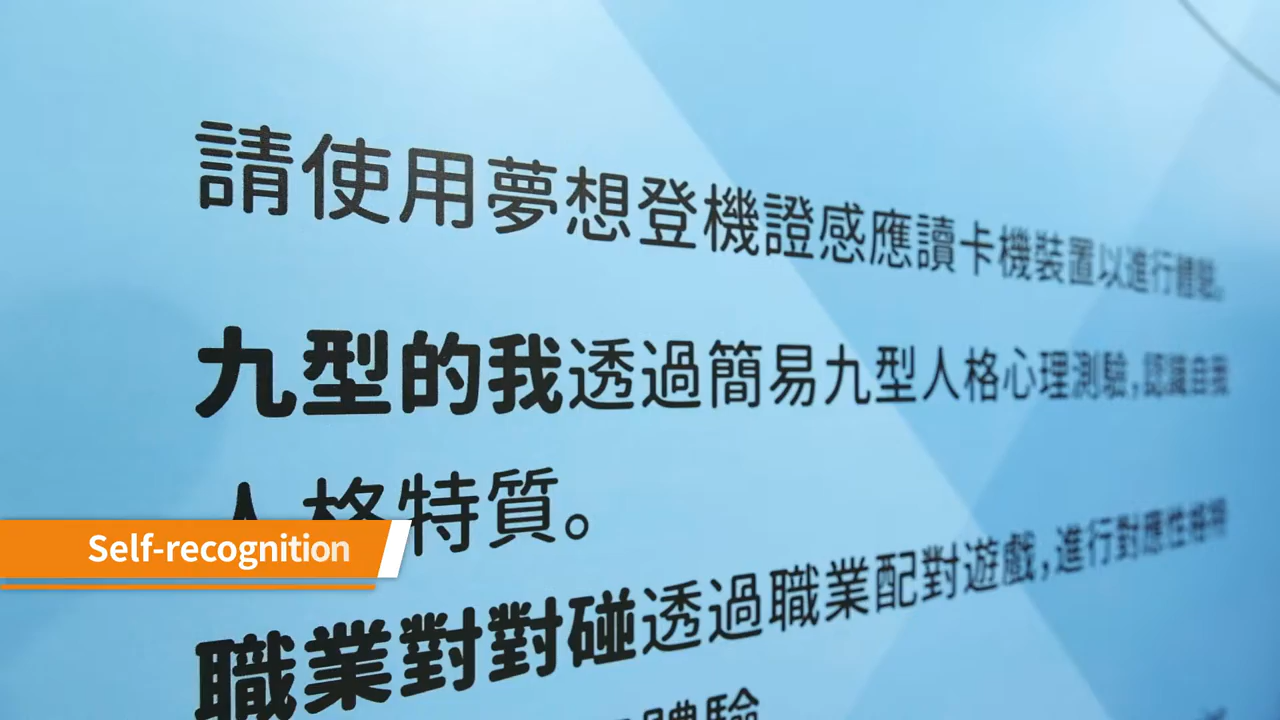 請使用夢想登機證感應讀卡機裝置以進行體驗。
九型的我透過簡易九型人格心理測驗,認識自我
人格特質。
Self-recognition
職業對對碰透過職業配對遊戲,進行對應性格特
體驗